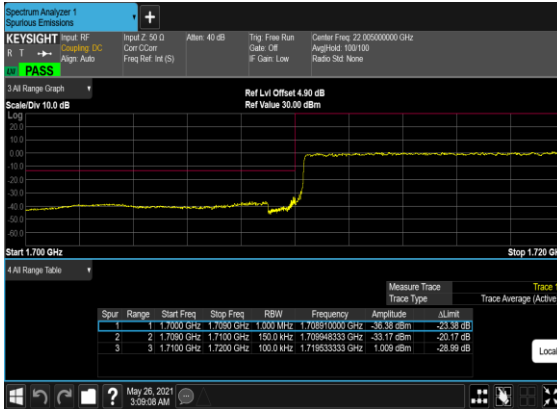 Spectrum Analyzer 1
Spurious Emissions
+
KEYSIGHT Input: RF Input Z: 50 Ω Atten: 40 dB Trig: Free Run Center Freq: 22.005000000 GHz
R T Coupling: DC Corr CCorr Gate: Off Avg|Hold: 100/100
Align: Auto Freq Ref: Int (S) IF Gain: Low Radio Std: None
PASS
3 All Range Graph
Ref Lvl Offset 4.90 dB
Scale/Div 10.0 dB Ref Value 30.00 dBm
Log
20.0
10.0
0.00
-10.0
-20.0
-30.0
-40.0
-50.0
-60.0
Start 1.700 GHz Stop 1.720 GH
4 All Range Table
Measure Trace Trace 1
Trace Type Trace Average (Active
Spur Range Start Freq Stop Freq RBW Frequency Amplitude ΔLimit
1 1 1.7000 GHz 1.7090 GHz 1.000 MHz 1.708910000 GHz -36.38 dBm -23.38 dB
2 2 1.7090 GHz 1.7100 GHz 150.0 kHz 1.709948333 GHz -33.17 dBm -20.17 dB
3 3 1.7100 GHz 1.7200 GHz 100.0 kHz 1.719533333 GHz 1.009 dBm -28.99 dB
Local
? May 26, 2021
3:09:08 AM